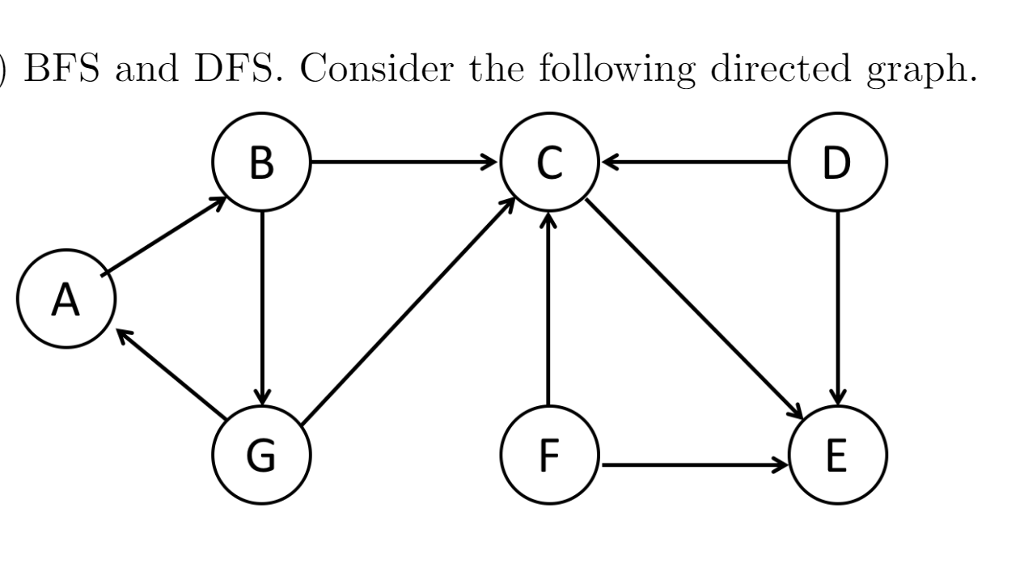 ) BFS and DFS. Consider the following directed graph.
B C D
A
G F E